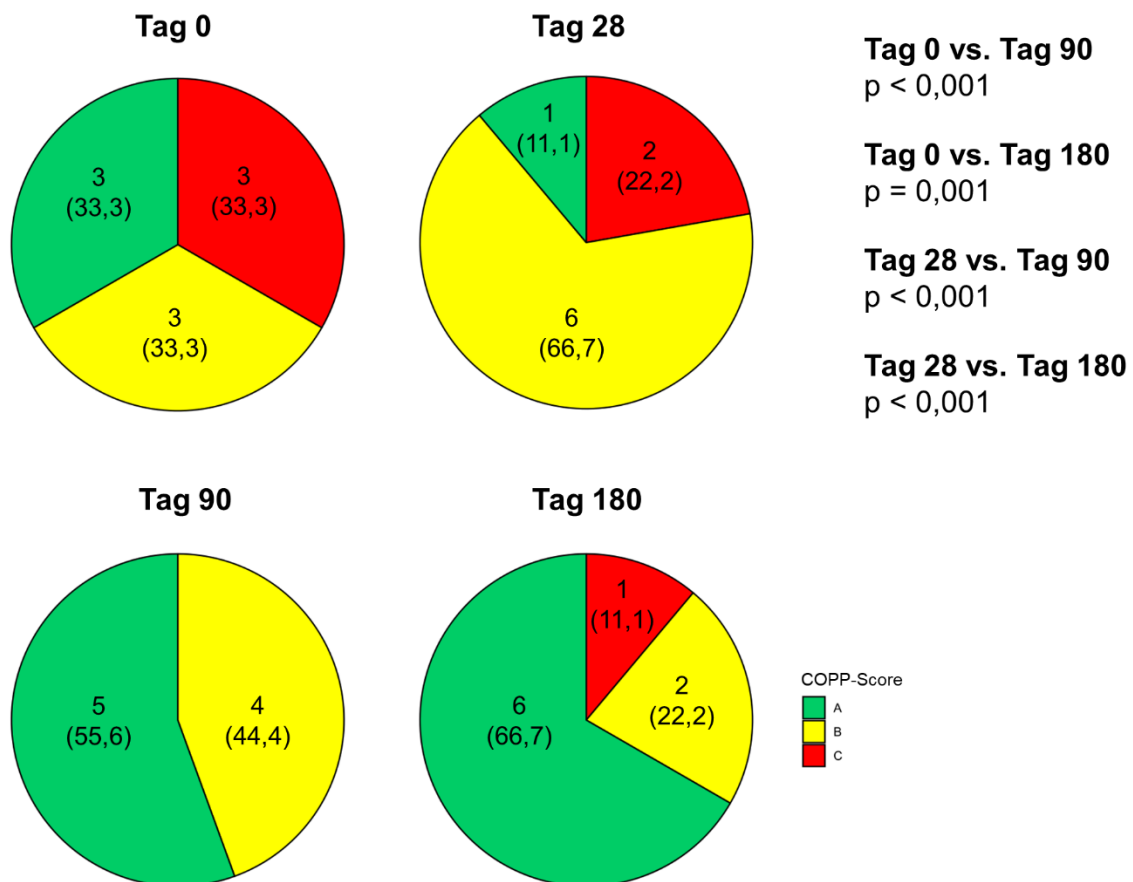 Tag 0
3
(33,3)
3
(33,3)
3
(33,3)
Tag 28
1
(11,1)
2
(22,2)
6
(66,7)
Tag 0 vs. Tag 90
p < 0,001
Tag 0 vs. Tag 180
p = 0,001
Tag 28 vs. Tag 90
p < 0,001
Tag 28 vs. Tag 180
p < 0,001
Tag 90
5
(55,6)
4
(44,4)
Tag 180
1
(11,1)
6
(66,7)
2
(22,2)
COPP-Score
A
B
C